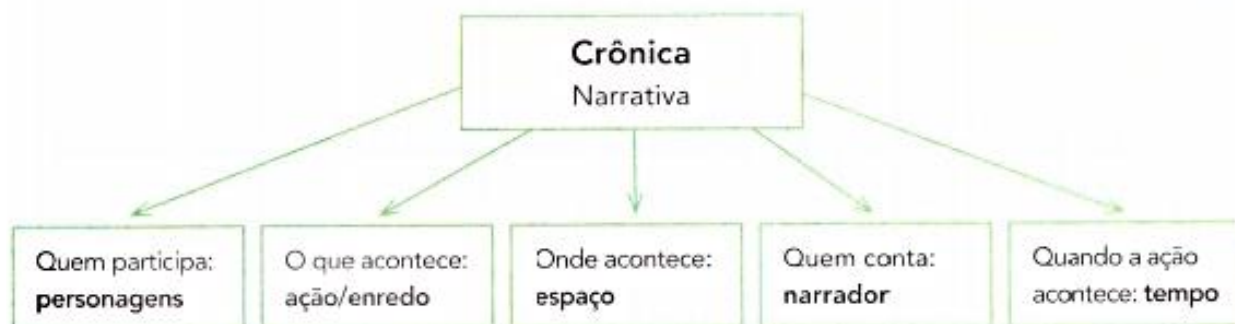 Crônica
Narrativa
Quem participa:
personagens
O que acontece:
ação/enredo
Onde acontece:
espaço
Quem conta:
narrador
Quando a ação
acontece: tempo